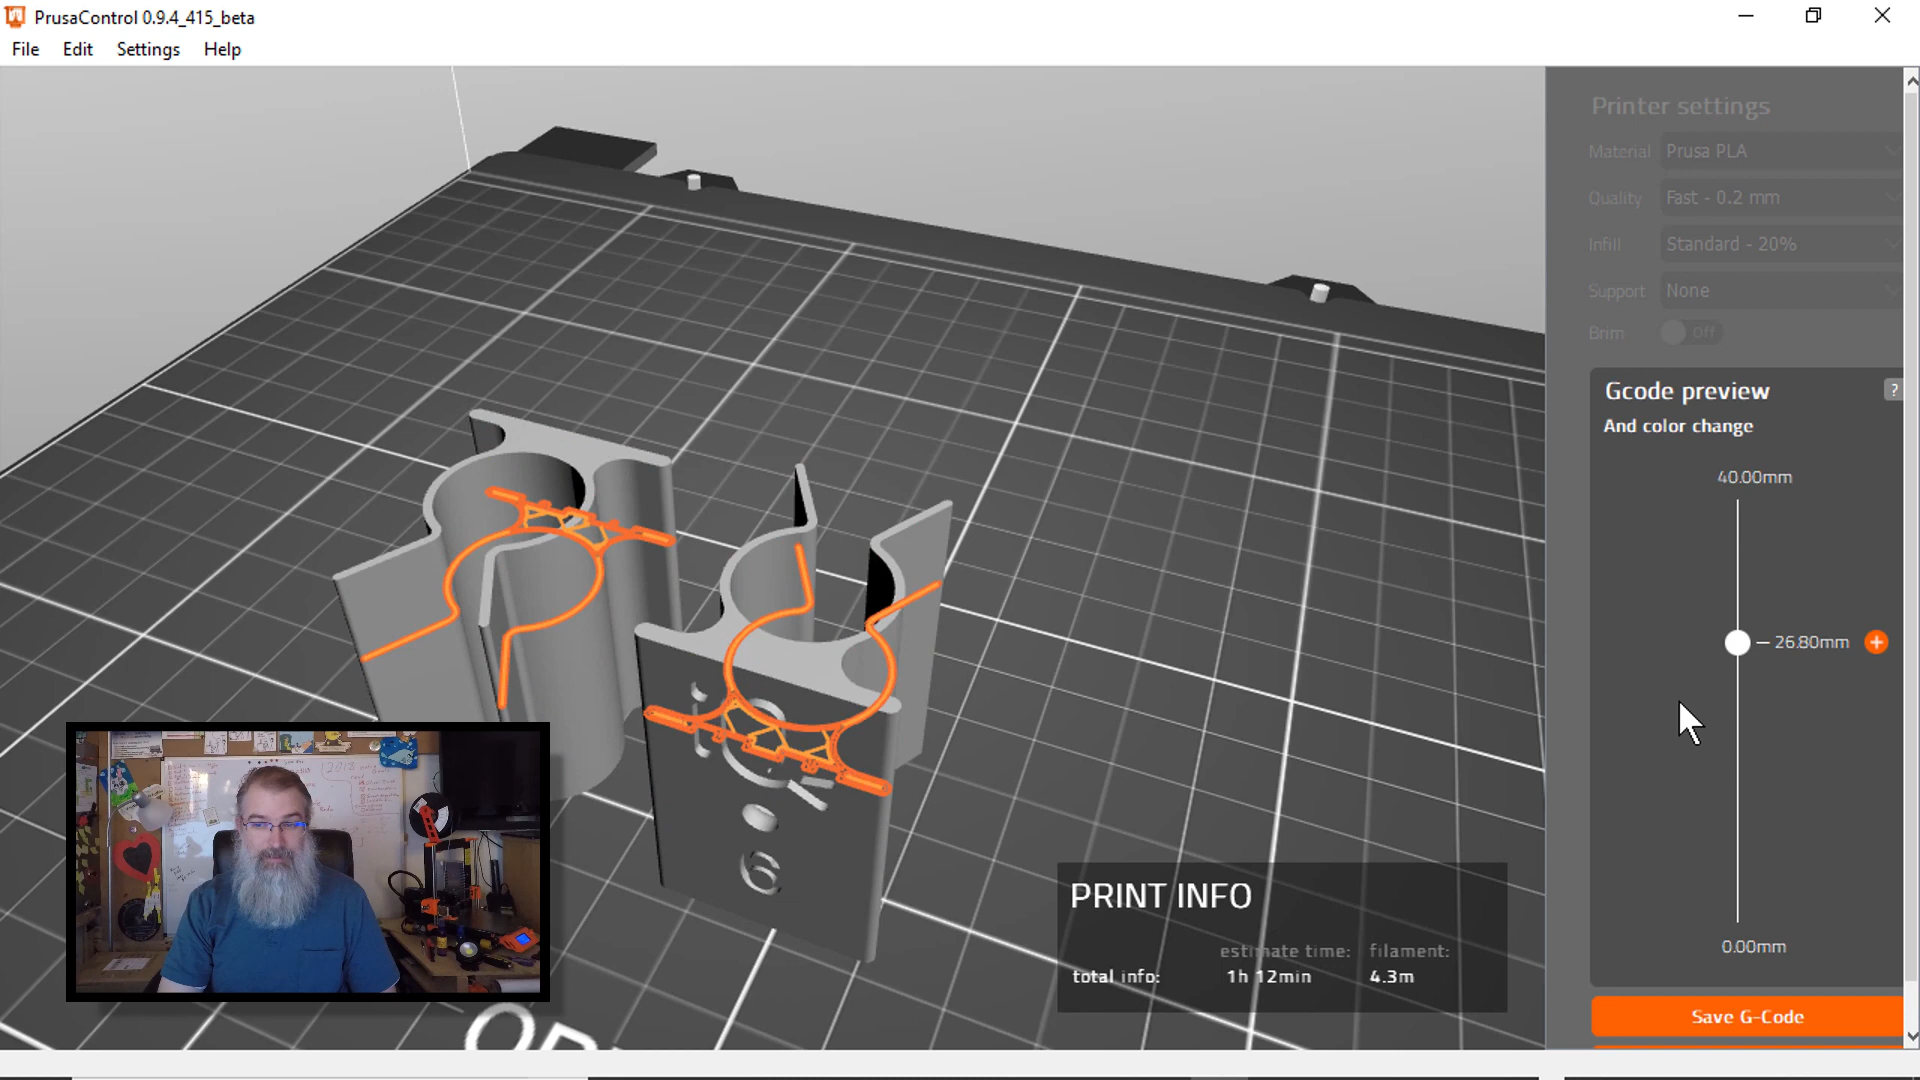 PrusaControl 0.9.4_415_beta
File Edit Settings Help
Printer settings
Material Prusa PLA
Quality Fast - 0.2 mm
Infill Standard - 20%
Support None
Brim Off
Gcode preview ?
And color change
40.00mm
26.80mm
0.00mm
6
PRINT INFO
estimate time: filament:
total info: 1h 12min 4.3m
Save G-Code